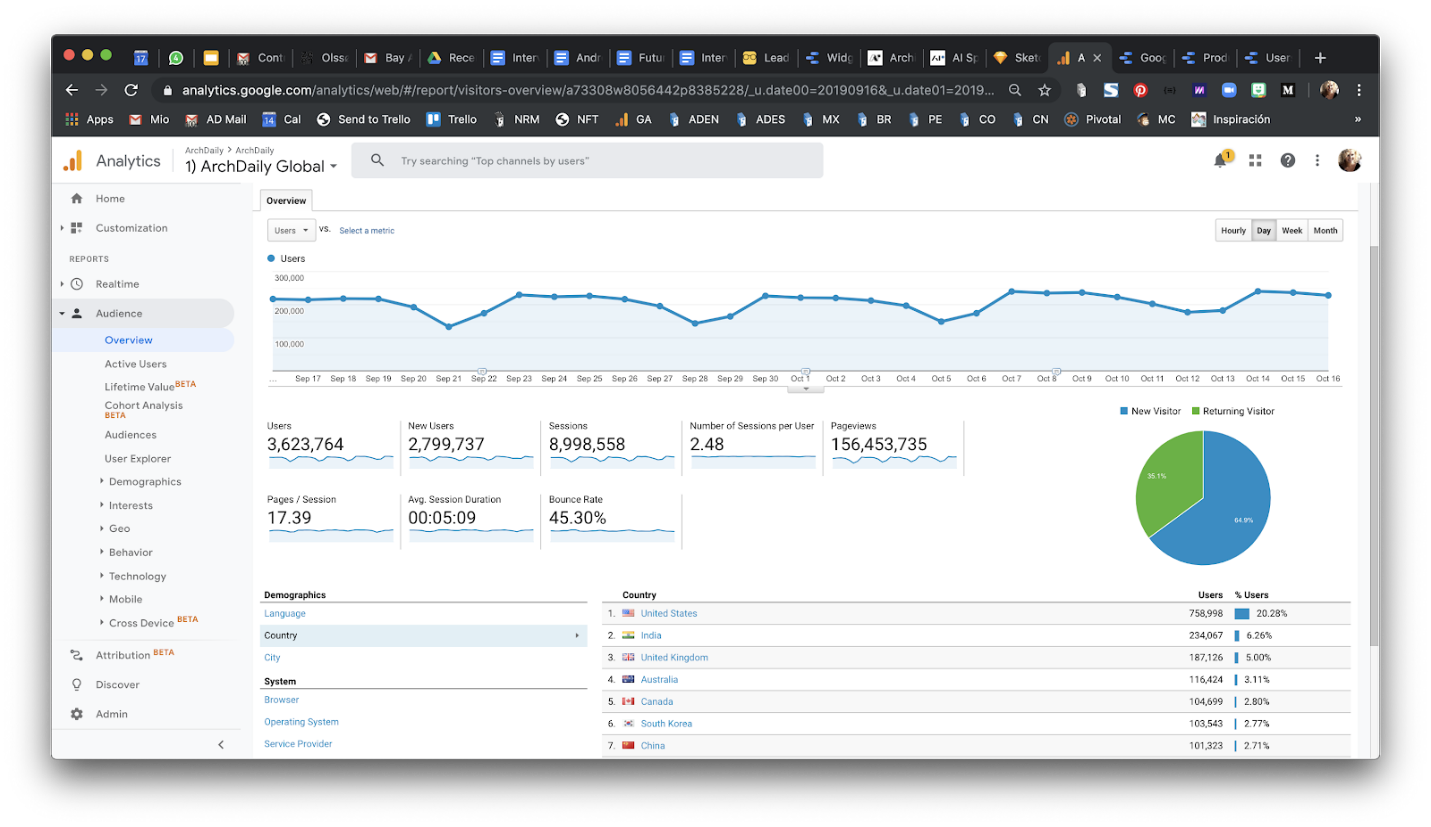 17 Cont Olsse Bay A Rece Inter Andr Futu Inter Lead Widg Archi AI Sp Sketc A Goog Prod User
analytics.google.com/analytics/web/#/report/visitors-overview/a73308w8056442p8385228/_u.date00=20190916&_u.date01=2019...
Apps Mio AD Mail 14 Cal Send to Trello Trello NRM NFT GA ADEN ADES MX BR PE CO CN Pivotal MC Inspiración »
Analytics
ArchDaily > ArchDaily
1) ArchDaily Global
Try searching “Top channels by users”
1
Home
Customization
REPORTS
Realtime
Audience
Overview
Active Users
Lifetime Value BETA
Cohort Analysis
BETA
Audiences
User Explorer
Demographics
Interests
Geo
Behavior
Technology
Mobile
Cross Device BETA
Attribution BETA
Discover
Admin
Overview
Users vs. Select a metric
Hourly Day Week Month
Users
300,000
200,000
100,000
... Sep 17 Sep 18 Sep 19 Sep 20 Sep 21 Sep 22 Sep 23 Sep 24 Sep 25 Sep 26 Sep 27 Sep 28 Sep 29 Sep 30 Oct 1 Oct 2 Oct 3 Oct 4 Oct 5 Oct 6 Oct 7 Oct 8 Oct 9 Oct 10 Oct 11 Oct 12 Oct 13 Oct 14 Oct 15 Oct 16
Users
3,623,764
New Users
2,799,737
Sessions
8,998,558
Number of Sessions per User
2.48
Pageviews
156,453,735
Pages / Session
17.39
Avg. Session Duration
00:05:09
Bounce Rate
45.30%
New Visitor Returning Visitor
35.1%
64.9%
Demographics
Language
Country
City
System
Browser
Operating System
Service Provider
Country Users % Users
1. United States 758,998 20.28%
2. India 234,067 6.26%
3. United Kingdom 187,126 5.00%
4. Australia 116,424 3.11%
5. Canada 104,699 2.80%
6. South Korea 103,543 2.77%
7. China 101,323 2.71%